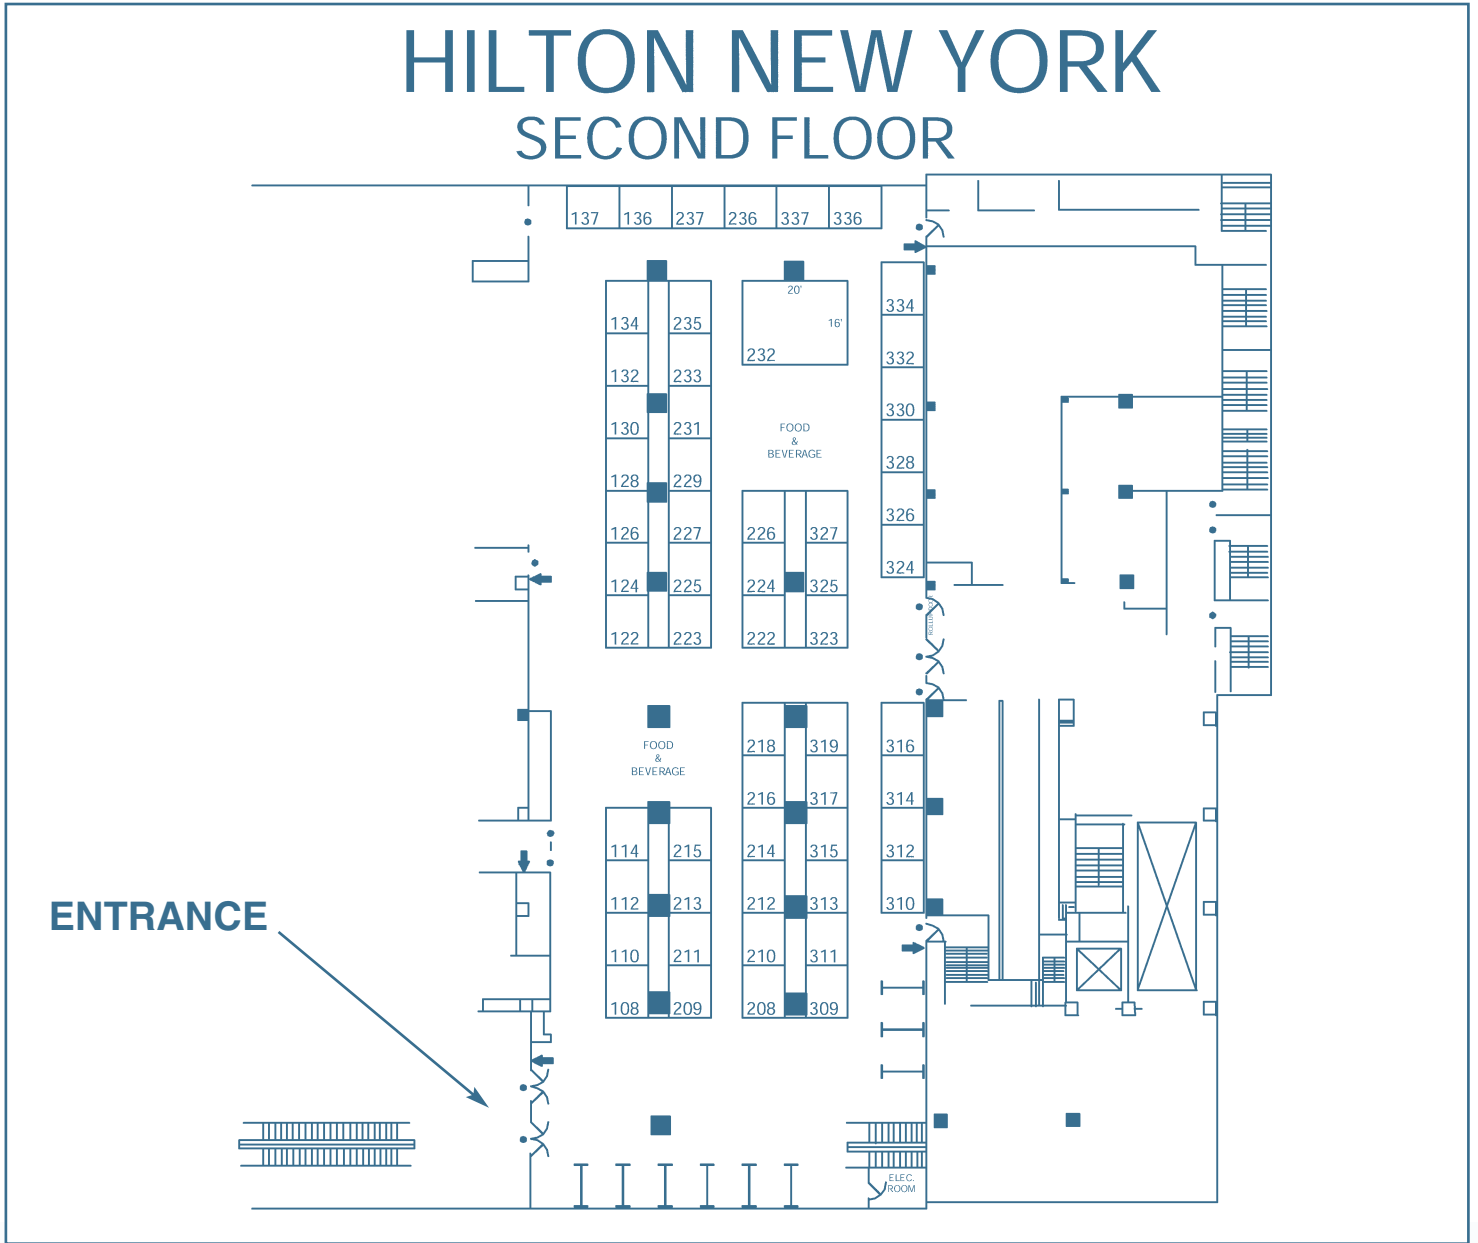 HILTON NEW YORK
SECOND FLOOR
137 136 237 236 337 336
20'
334
134 235 16'
232 332
132 233
330
130 231 FOOD
&
BEVERAGE
328
128 229
326
126 227 226 327
324
124 225 224 325
ROLLUP DOOR
122 223 222 323
FOOD
&
BEVERAGE
218 319 316
216 317 314
114 215 214 315 312
112 213 212 313 310
ENTRANCE
110 211 210 311
108 209 208 309
ELEC.
ROOM